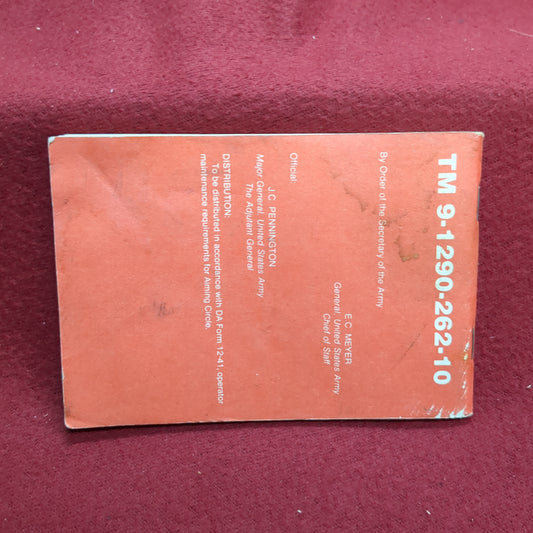 TM 9-1290-262-10
By Order of the Secretary of the Army
E.C. MEYER
General, United States Army
Chief of Staff
Official:
J.C. PENNINGTON
Major General, United States Army
The Adjutant General
DISTRIBUTION:
To be distributed in accordance with DA Form 12-41, operator
maintenance requirements for Aiming Circle.